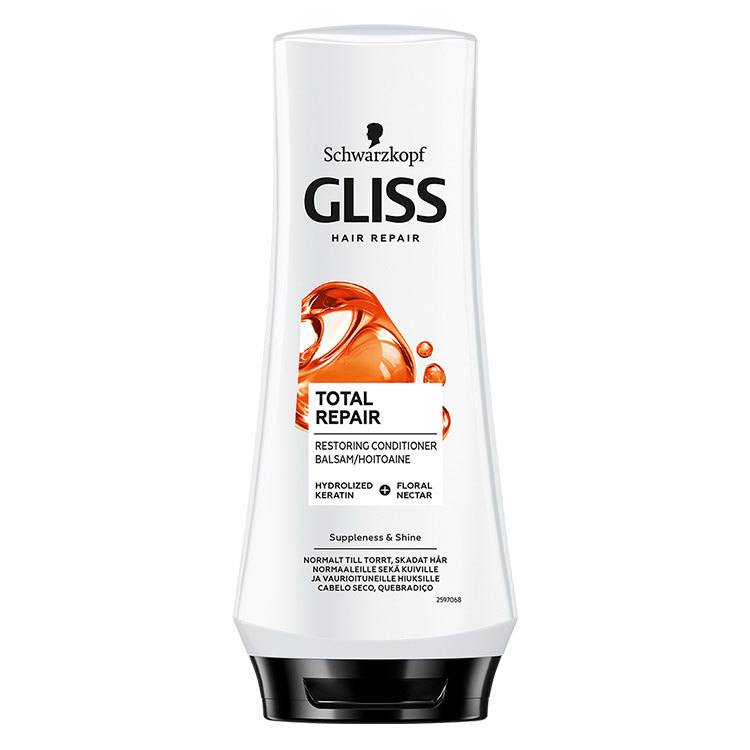 Schwarzkopf
GLISS
HAIR REPAIR
TOTAL
REPAIR
RESTORING CONDITIONER
BALSAM/HOITOAINE
HYDROLIZED
KERATIN
+
FLORAL
NECTAR
Suppleness & Shine
NORMALT TILL TORRT, SKADAT HÅR
NORMAALEILLE SEKÄ KUIVILLE
JA VAURIOITUNEILLE HIUKSILLE
CABELO SECO, QUEBRADIÇO
2597068